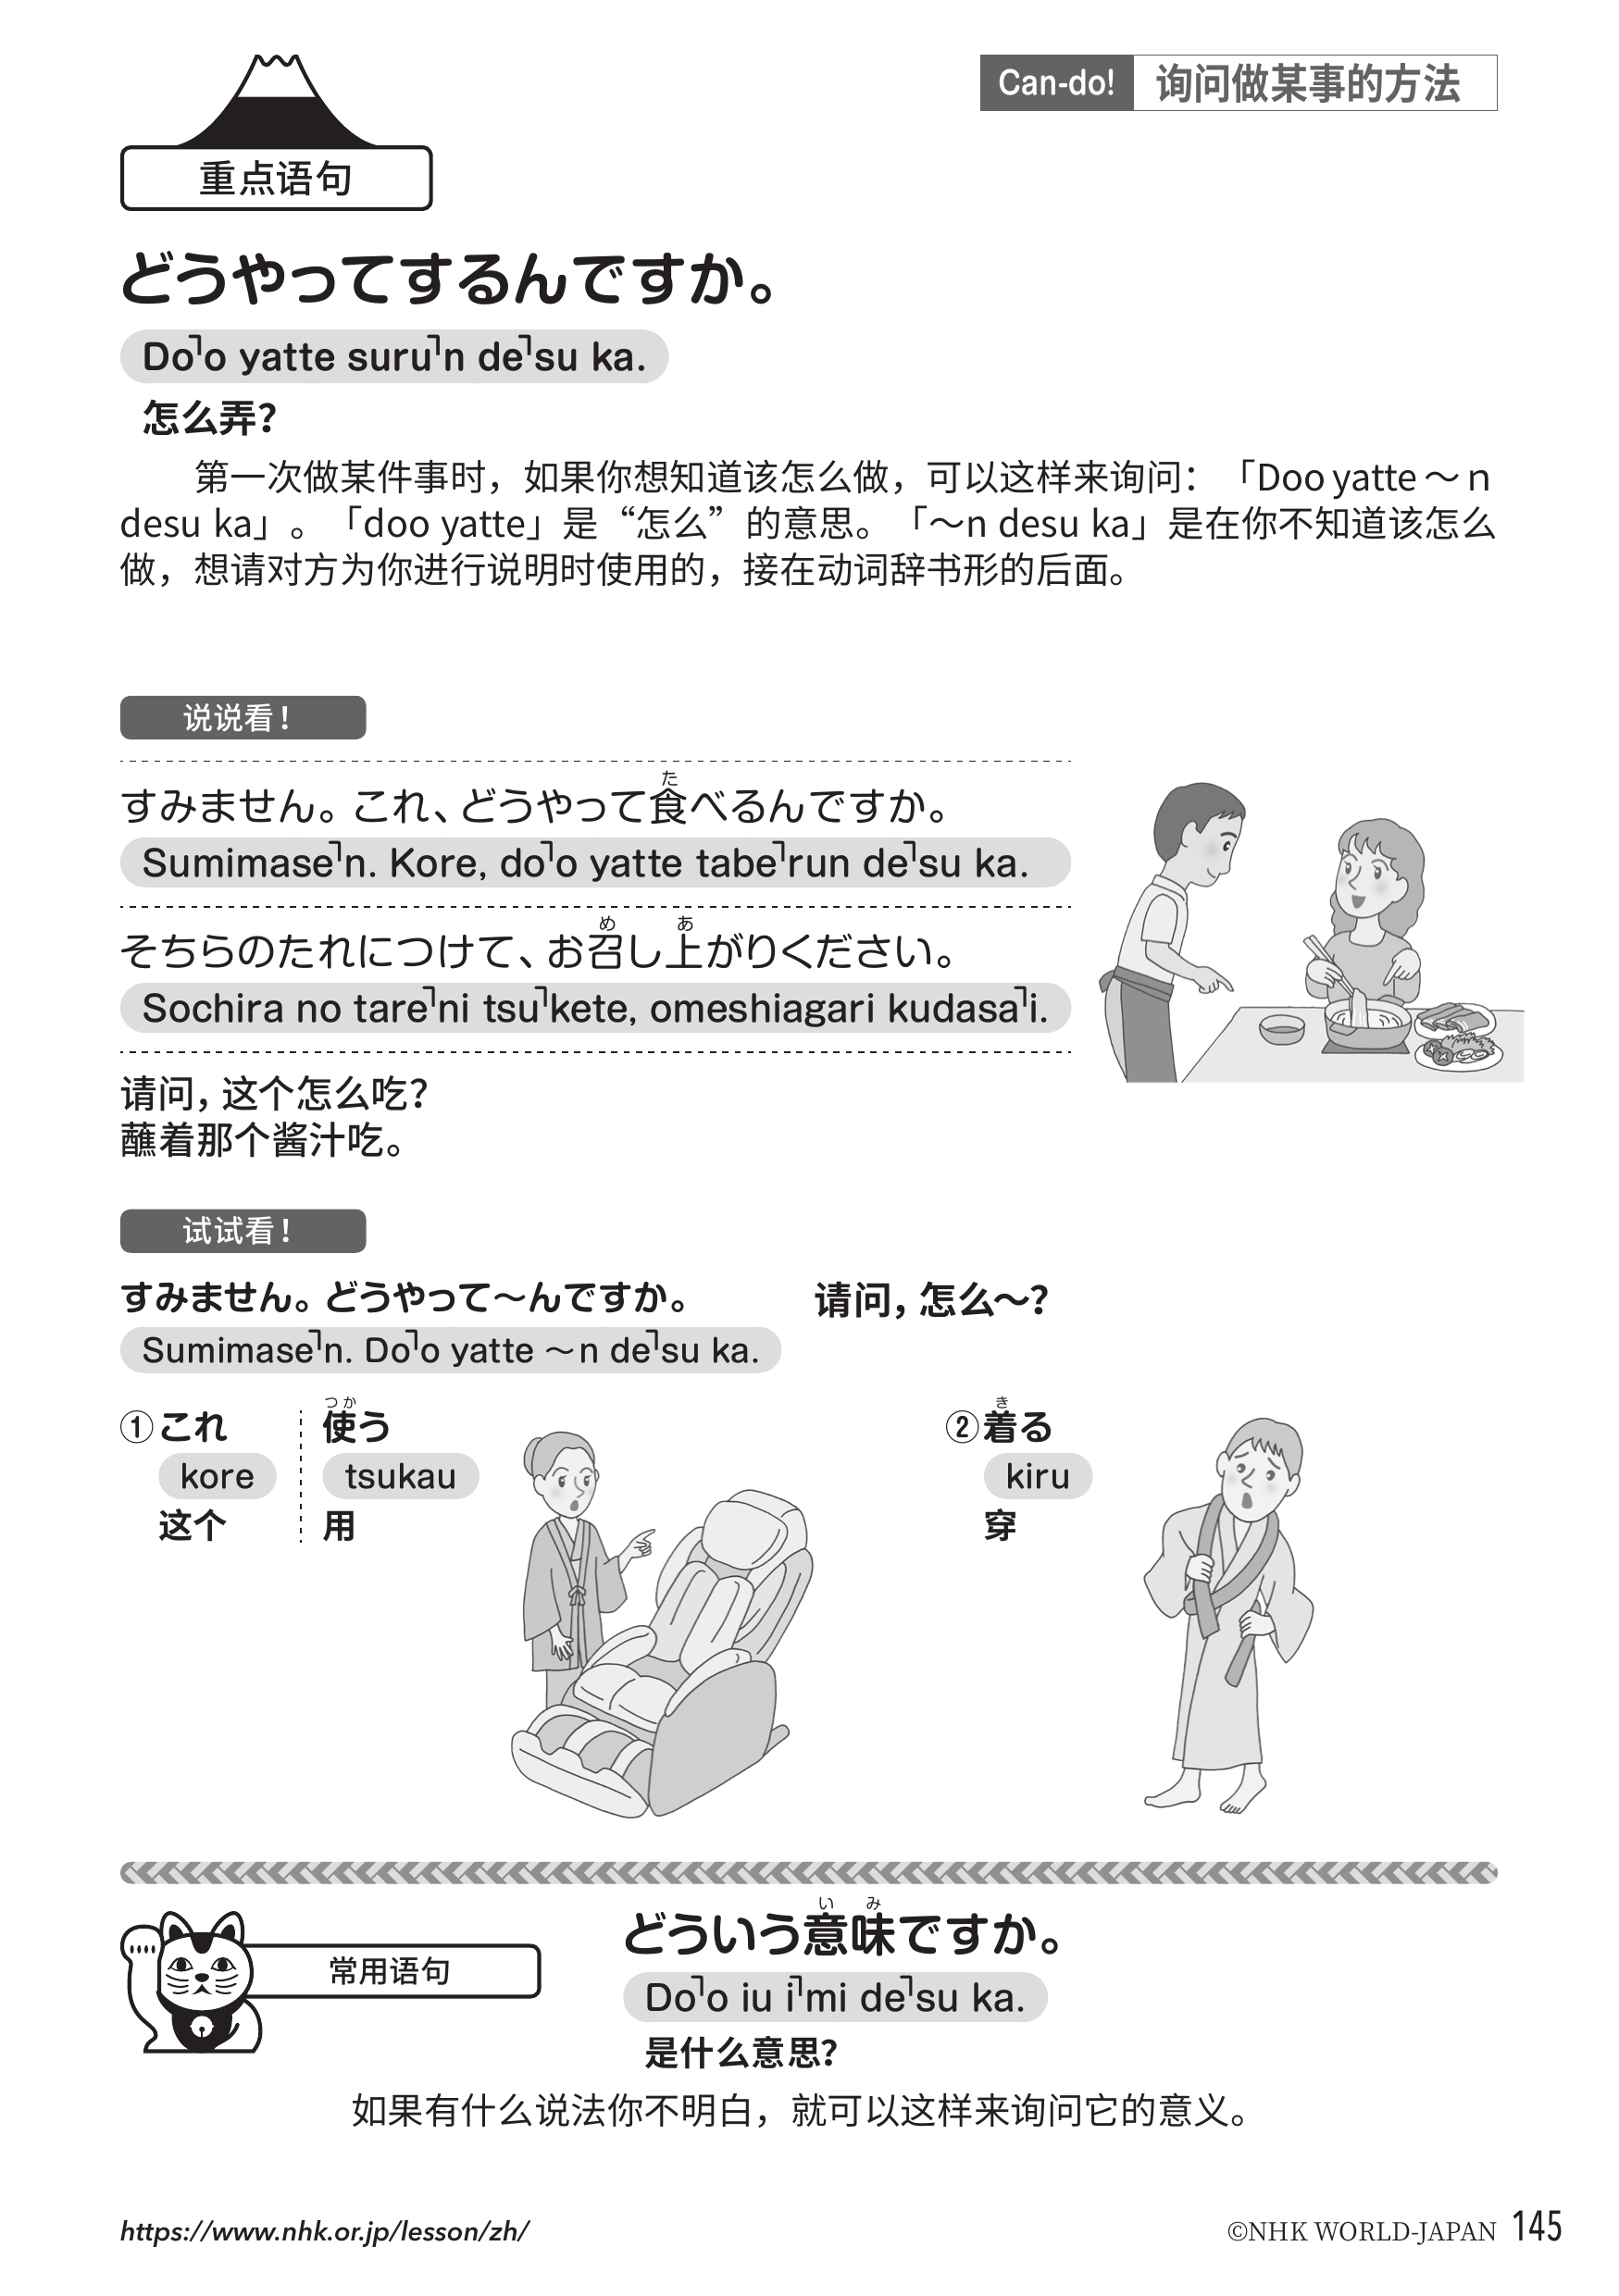 Can-do! 询问做某事的方法
重点语句
どうやってするんですか。
Do˥o yatte suru˥n de˥su ka.
怎么弄？
第一次做某件事时，如果你想知道该怎么做，可以这样来询问：「Doo yatte ～ n
desu ka」。「doo yatte」是“怎么”的意思。「～n desu ka」是在你不知道该怎么
做，想请对方为你进行说明时使用的，接在动词辞书形的后面。
说说看！
た
すみません。これ、どうやって食べるんですか。
Sumimase˥n. Kore, do˥o yatte tabe˥run de˥su ka.
め あ
そちらのたれにつけて、お召し上がりください。
Sochira no tare˥ni tsu˥kete, omeshiagari kudasa˥i.
请问，这个怎么吃？
蘸着那个酱汁吃。
试试看！
すみません。どうやって～んですか。 请问，怎么～？
Sumimase˥n. Do˥o yatte ～n de˥su ka.
つか き
①これ 使う ②着る
kore tsukau kiru
这个 用 穿
い み
どういう意味ですか。
常用语句
Do˥o iu i˥mi de˥su ka.
是什么意思？
如果有什么说法你不明白，就可以这样来询问它的意义。
https://www.nhk.or.jp/lesson/zh/ ©NHK WORLD-JAPAN 145